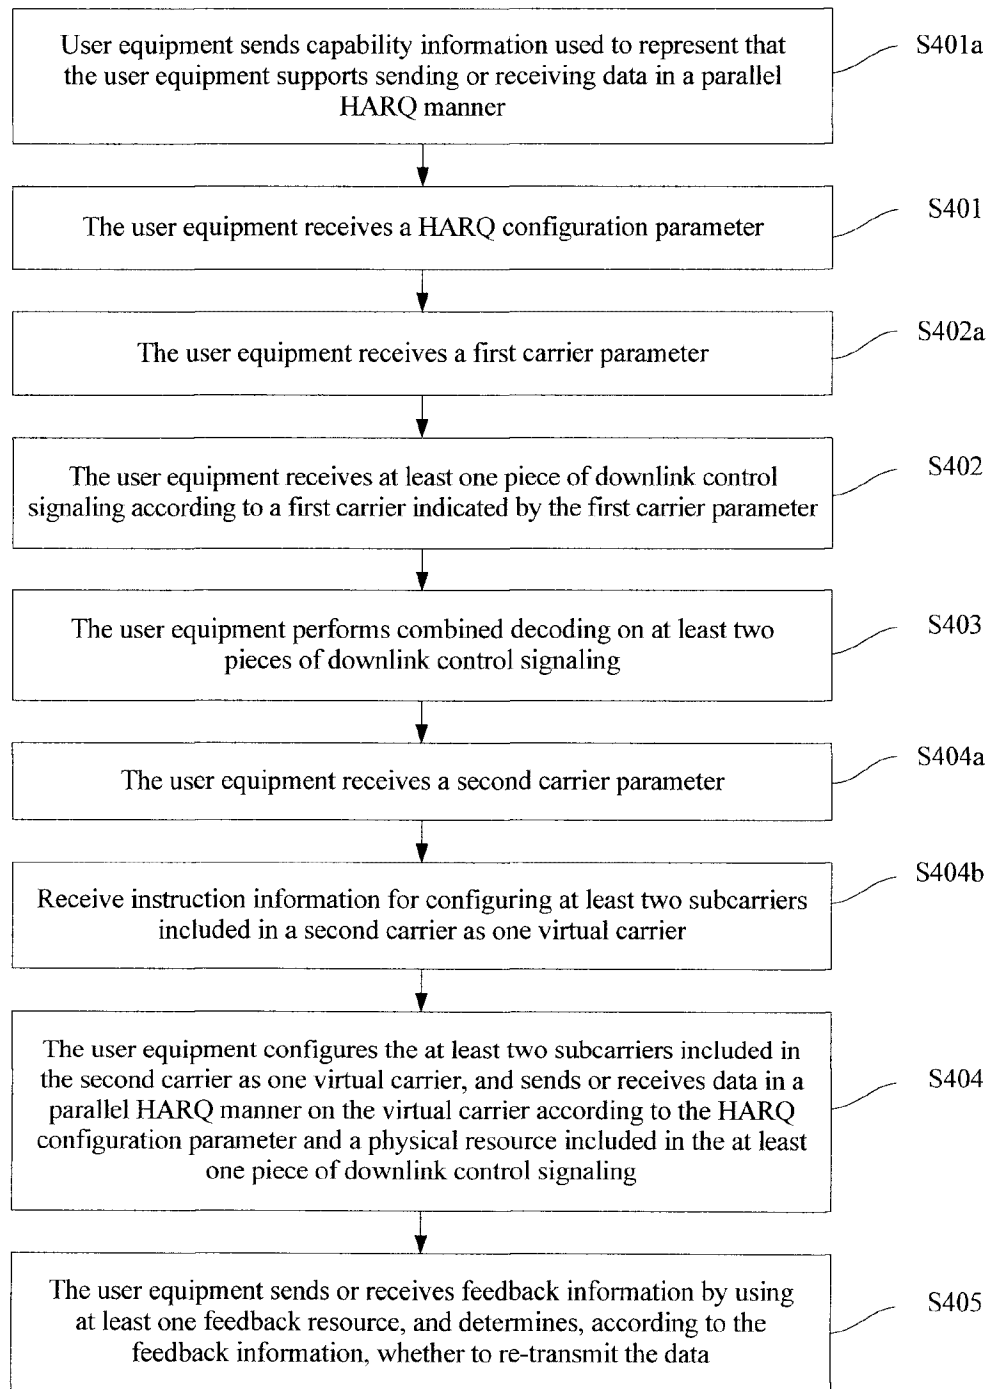 User equipment sends capability information used to represent that
the user equipment supports sending or receiving data in a parallel
HARQ manner
S401a
The user equipment receives a HARQ configuration parameter
S401
The user equipment receives a first carrier parameter
S402a
The user equipment receives at least one piece of downlink control
signaling according to a first carrier indicated by the first carrier parameter
S402
The user equipment performs combined decoding on at least two
pieces of downlink control signaling
S403
The user equipment receives a second carrier parameter
S404a
Receive instruction information for configuring at least two subcarriers
included in a second carrier as one virtual carrier
S404b
The user equipment configures the at least two subcarriers included in
the second carrier as one virtual carrier, and sends or receives data in a
parallel HARQ manner on the virtual carrier according to the HARQ
configuration parameter and a physical resource included in the at least
one piece of downlink control signaling
S404
The user equipment sends or receives feedback information by using
at least one feedback resource, and determines, according to the
feedback information, whether to re-transmit the data
S405